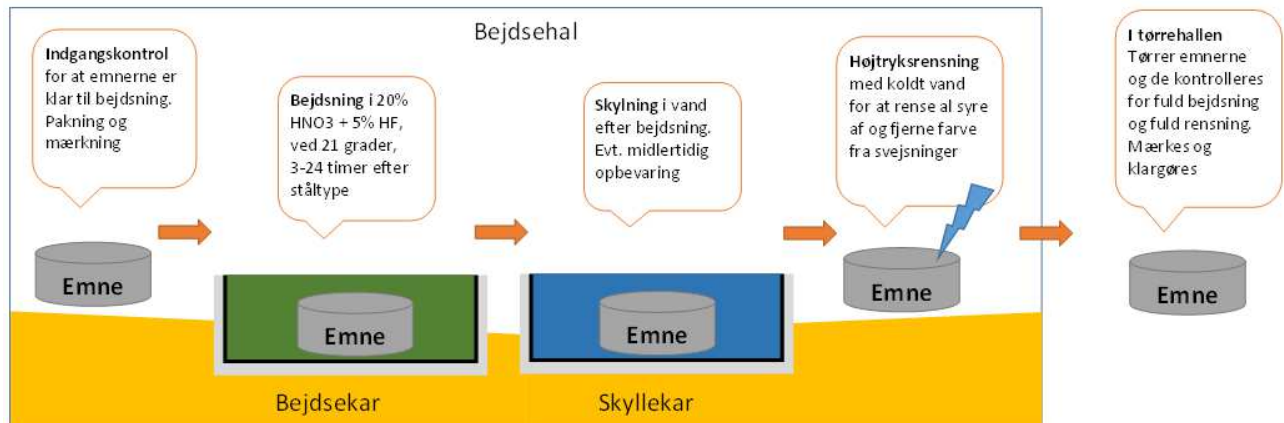 Bejdsehal
Indgangskontrol
for at emnerne er
klar til bejdsning.
Pakning og
mærkning
Emne
Bejdsning i 20%
HNO3 + 5% HF,
ved 21 grader,
3-24 timer efter
ståltype
Emne
Bejdsekar
Skylning i vand
efter bejdsning.
Evt. midlertidig
opbevaring
Emne
Skyllekar
Højtryksrensning
med koldt vand
for at rense al syre
af og fjerne farve
fra svejsninger
Emne
I tørrehallen
Tørrer emnerne
og de kontrolleres
for fuld bejdsning
og fuld rensning.
Mærkes og
klargøres
Emne